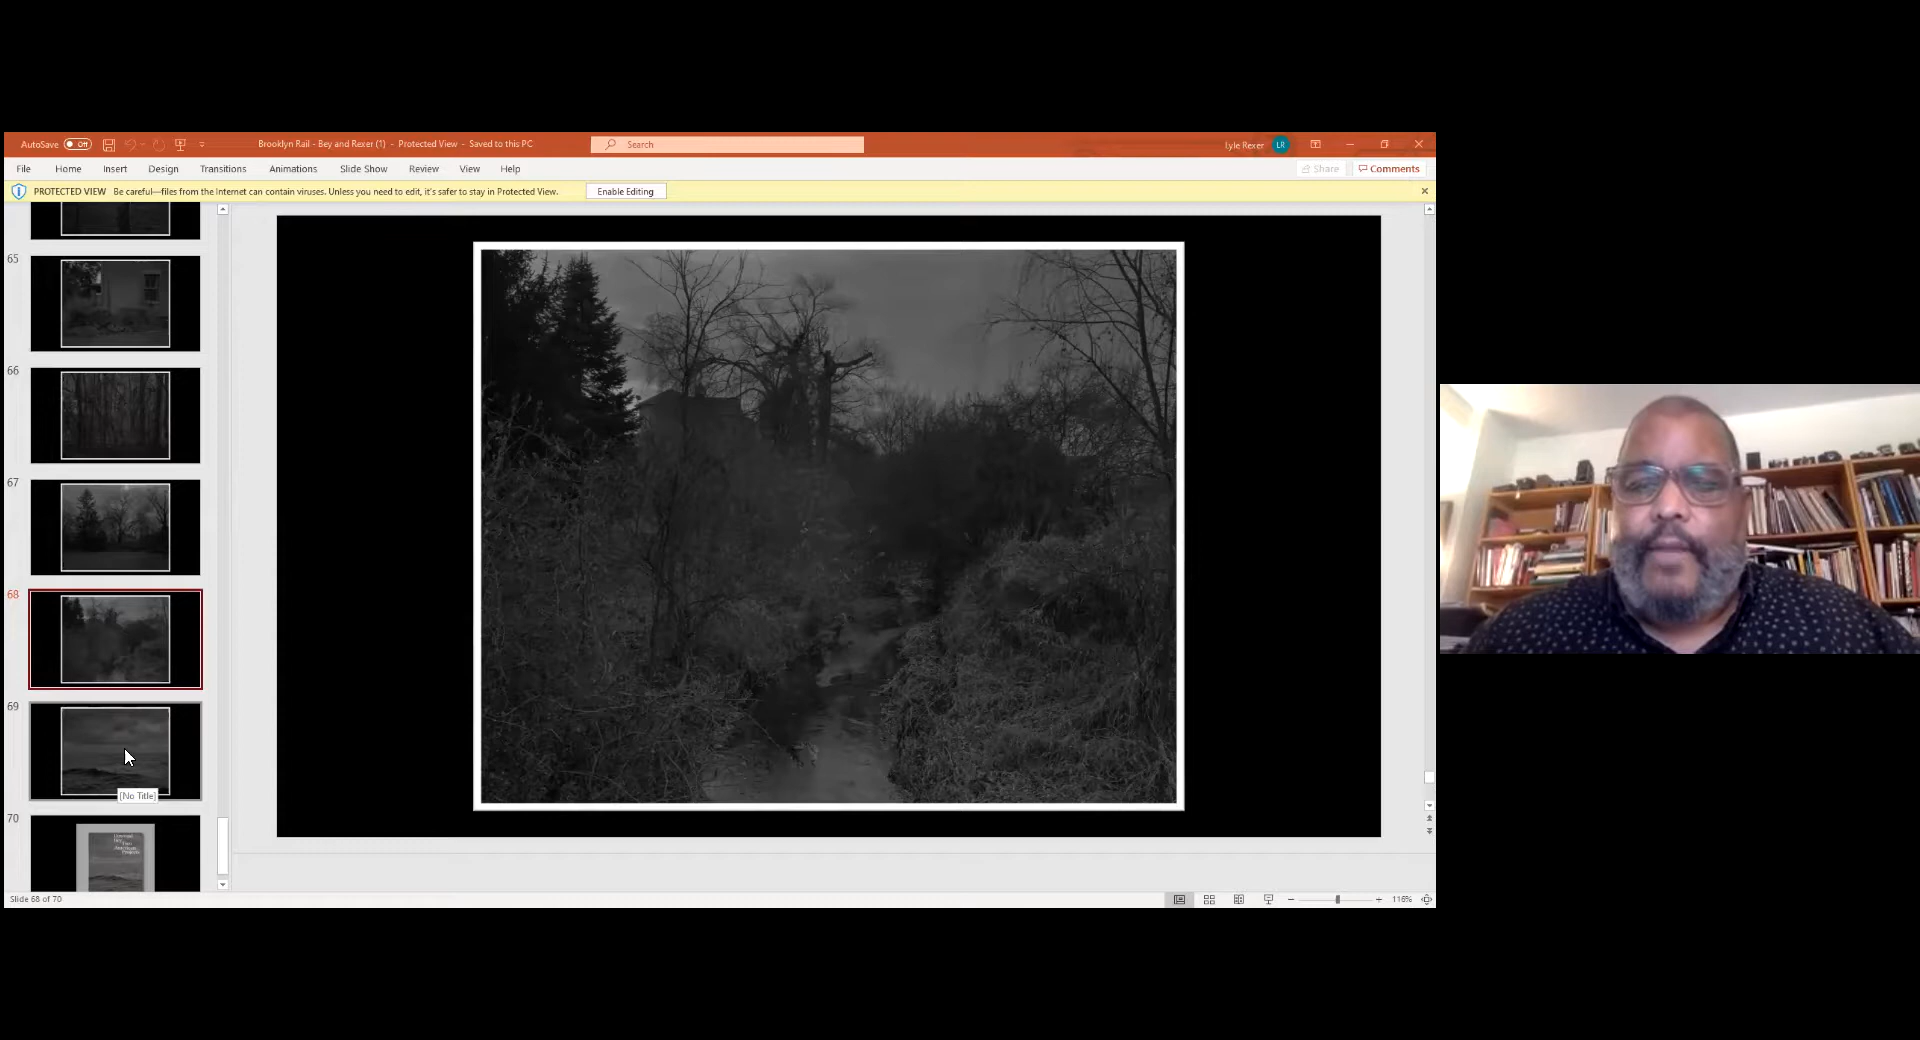 AutoSave Off
Brooklyn Rail - Bey and Rexer (1) - Protected View - Saved to this PC
Search
Lyle Rexer LR
File Home Insert Design Transitions Animations Slide Show Review View Help
Share Comments
PROTECTED VIEW Be careful—files from the Internet can contain viruses. Unless you need to edit, it's safer to stay in Protected View. Enable Editing
65
66
67
68
69
[No Title]
70
Two
American
Projects
Slide 68 of 70
116%